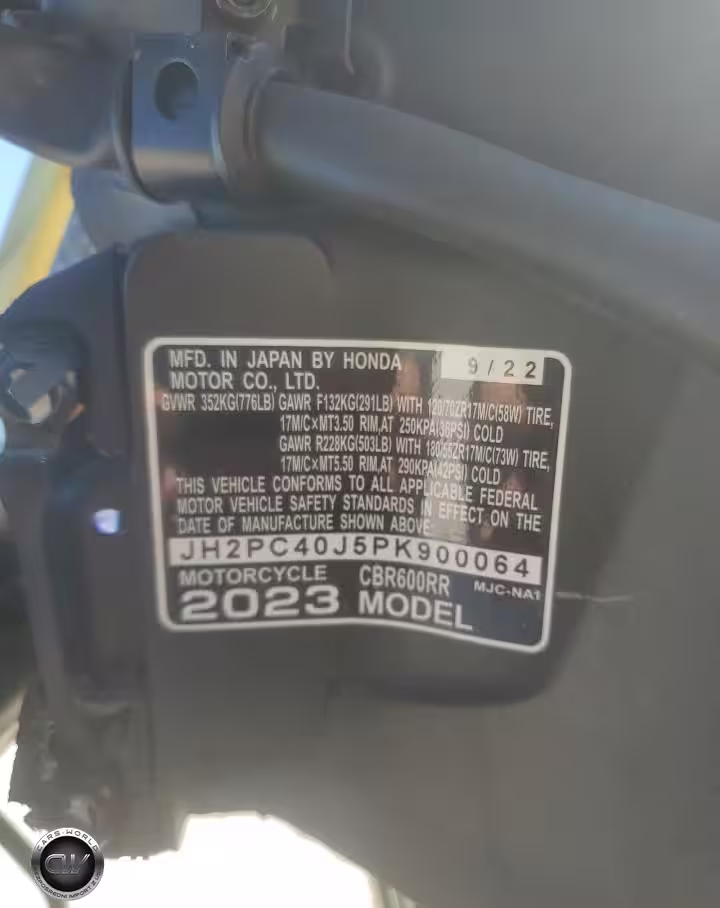 MFD. IN JAPAN BY HONDA 9/22
MOTOR CO., LTD.
GVWR 352KG(776LB) GAWR F132KG(291LB) WITH 120/70ZR17M/C(58W) TIRE,
17M/C×MT3.50 RIM,AT 250KPA(36PSI) COLD
GAWR R228KG(503LB) WITH 180/55ZR17M/C(73W) TIRE,
17M/C×MT5.50 RIM,AT 290KPA(42PSI) COLD
THIS VEHICLE CONFORMS TO ALL APPLICABLE FEDERAL
MOTOR VEHICLE SAFETY STANDARDS IN EFFECT ON THE
DATE OF MANUFACTURE SHOWN ABOVE.
JH2PC40J5PK900064
MOTORCYCLE CBR600RR MJC-NA1
2023 MODEL
CARS-WORLD
CW